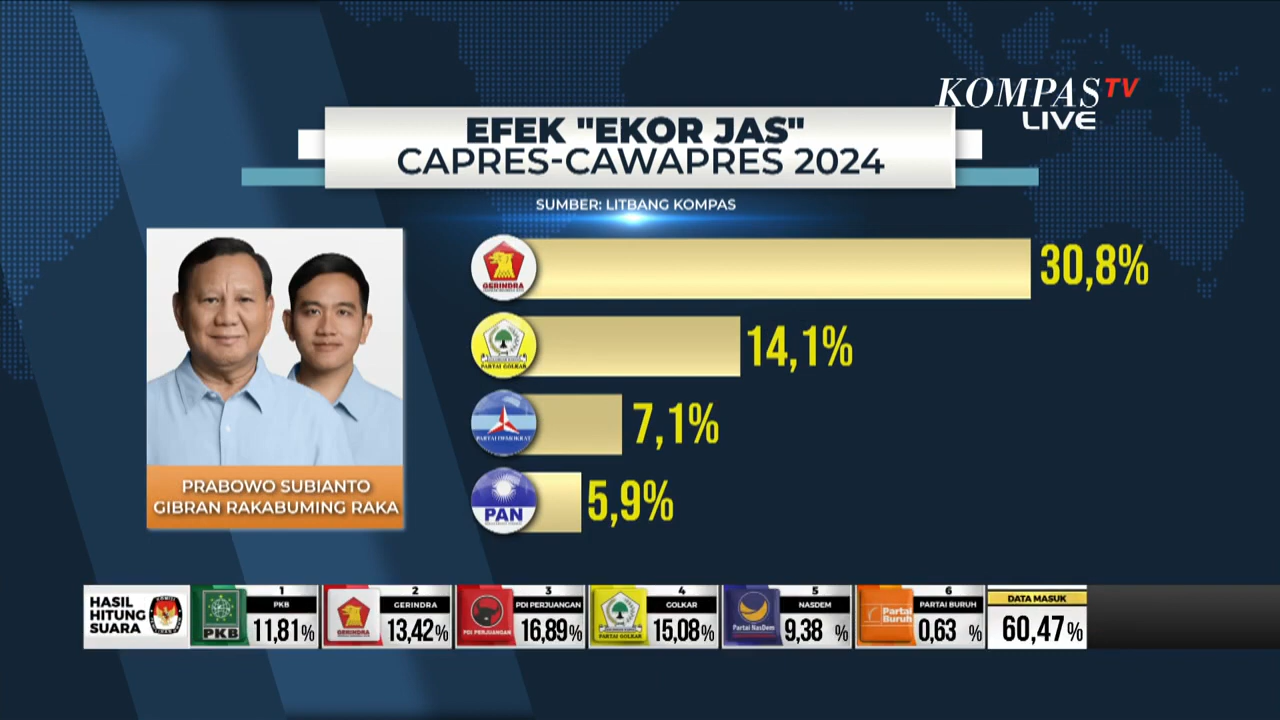 KOMPAS TV
LIVE
EFEK "EKOR JAS"
CAPRES-CAWAPRES 2024
SUMBER: LITBANG KOMPAS
GERINDRA
30,8%
PARTAI GOLKAR
14,1%
PARTAI DEMOKRAT
7,1%
PAN
5,9%
PRABOWO SUBIANTO
GIBRAN RAKABUMING RAKA
HASIL
HITUNG
SUARA
PKB
1
PKB
11,81%
GERINDRA
2
GERINDRA
13,42%
PDI PERJUANGAN
3
PDI PERJUANGAN
16,89%
PARTAI GOLKAR
4
GOLKAR
15,08%
Partai NasDem
5
NASDEM
9,38 %
Partai
Buruh
6
PARTAI BURUH
0,63 %
DATA MASUK
60,47%